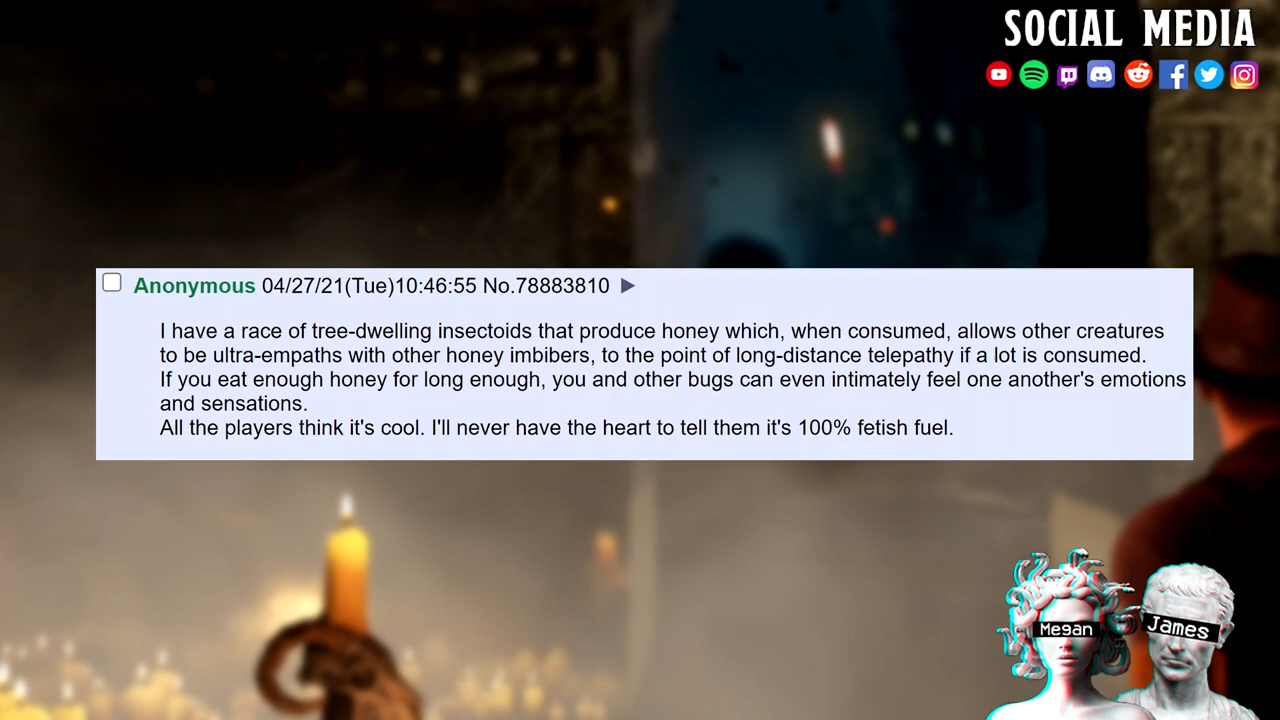 SOCIAL MEDIA
Anonymous 04/27/21(Tue)10:46:55 No.78883810
I have a race of tree-dwelling insectoids that produce honey which, when consumed, allows other creatures
to be ultra-empaths with other honey imbibers, to the point of long-distance telepathy if a lot is consumed.
If you eat enough honey for long enough, you and other bugs can even intimately feel one another's emotions
and sensations.
All the players think it's cool. I'll never have the heart to tell them it's 100% fetish fuel.
Megan
James